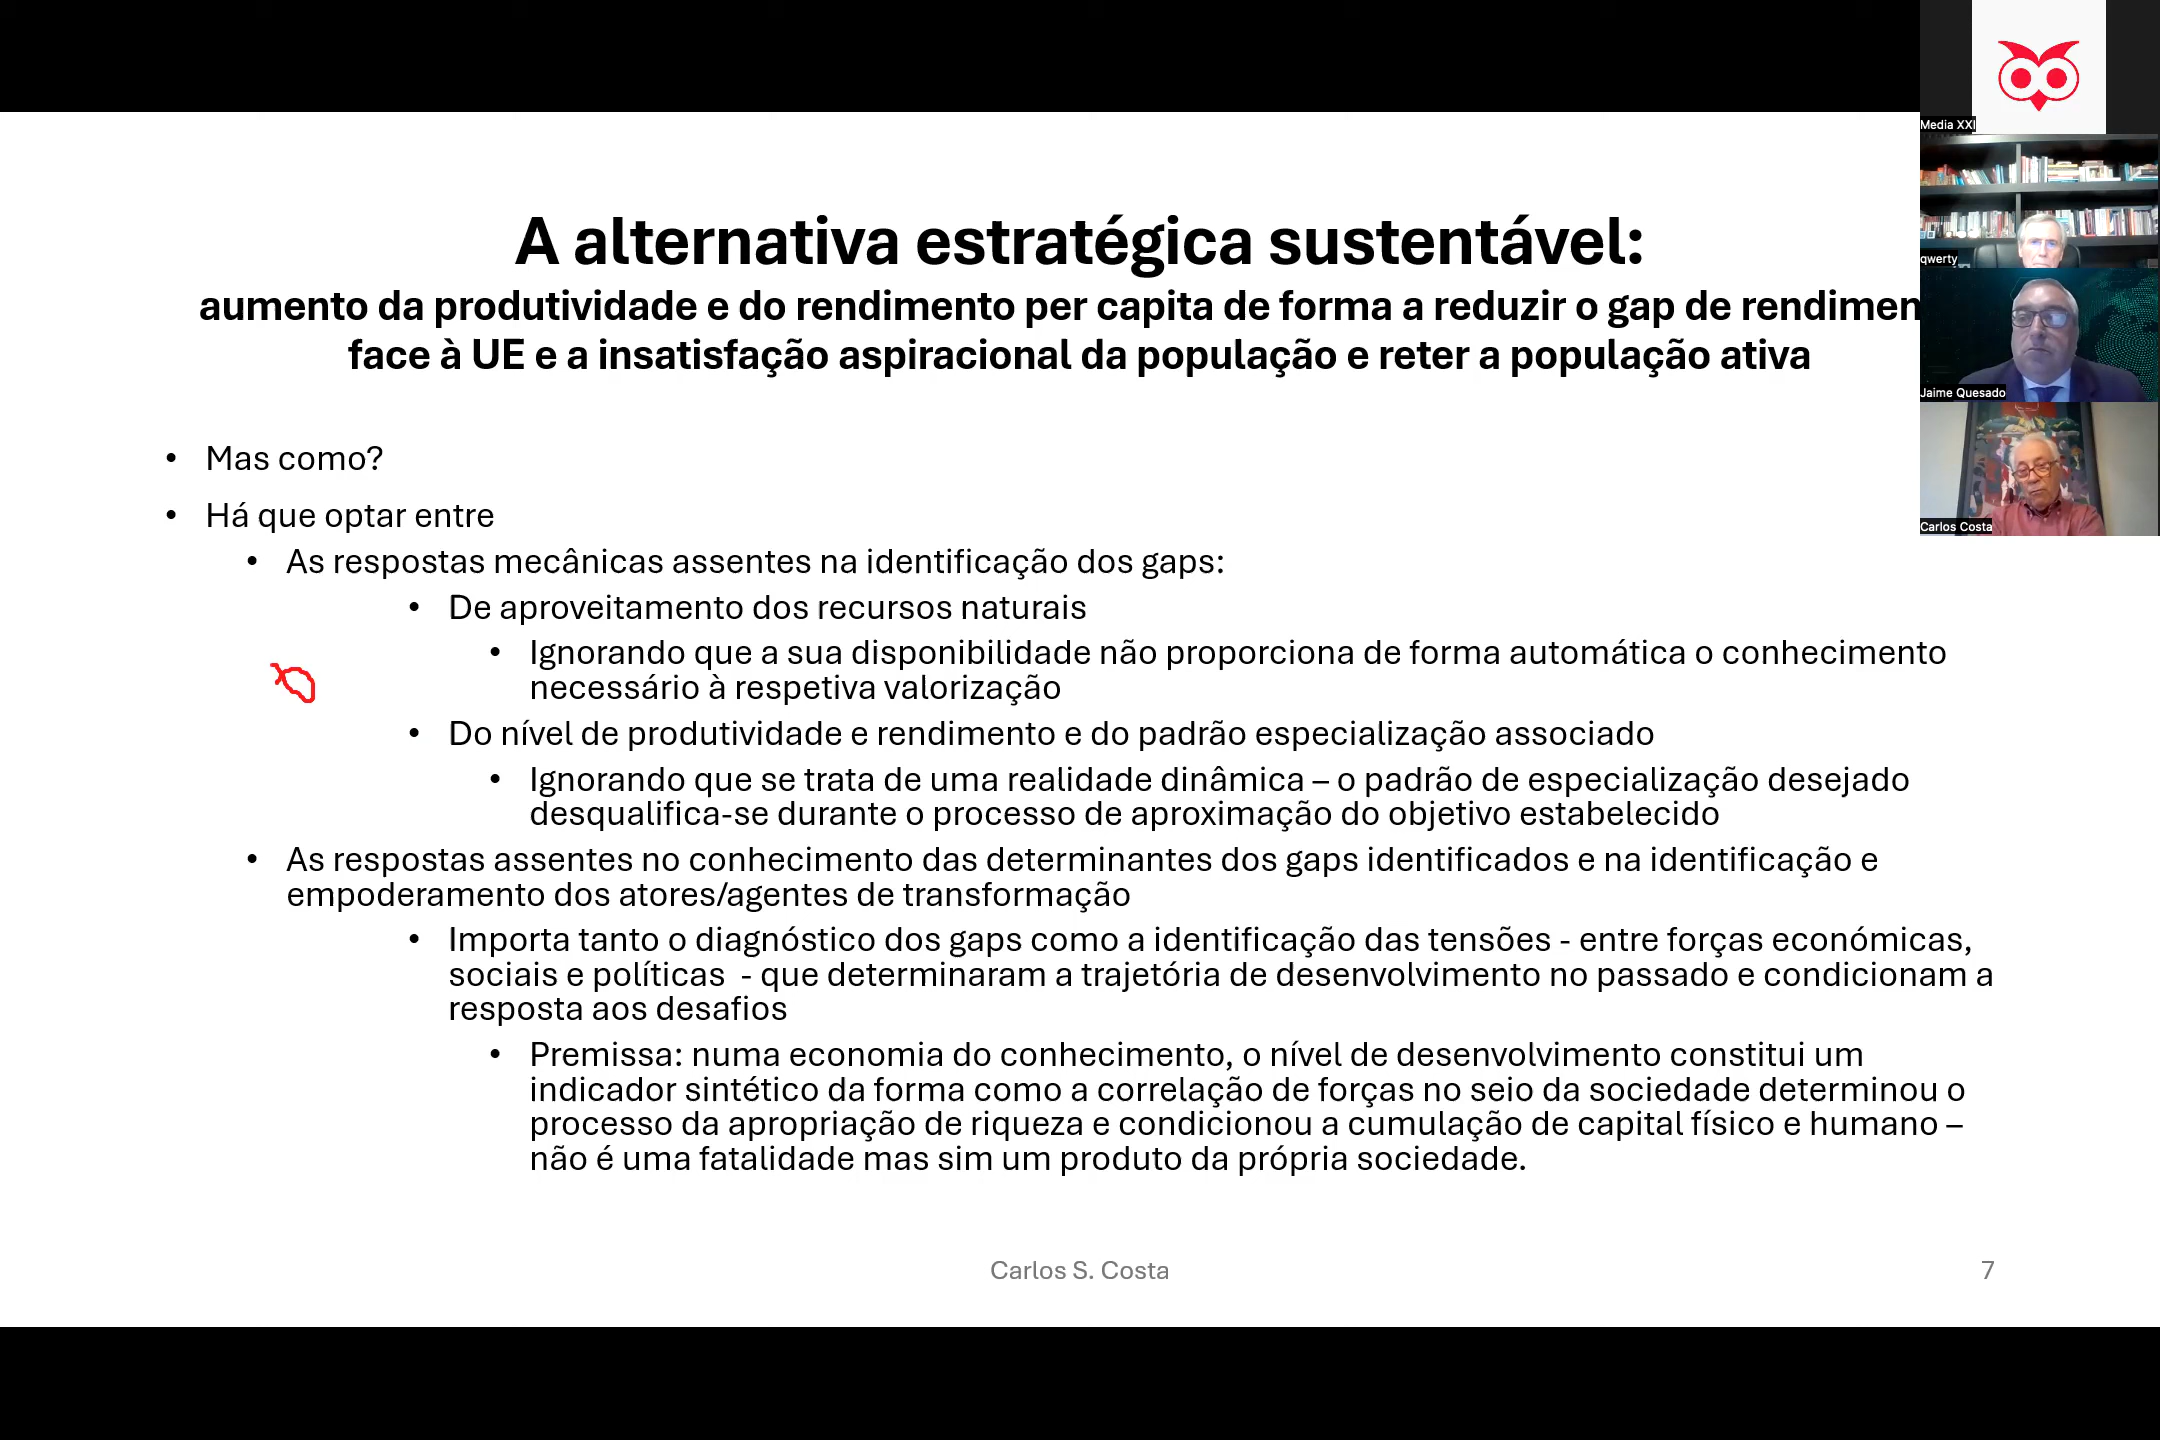 A alternativa estratégica sustentável:
aumento da produtividade e do rendimento per capita de forma a reduzir o gap de rendimen
face à UE e a insatisfação aspiracional da população e reter a população ativa
• Mas como?
• Há que optar entre
• As respostas mecânicas assentes na identificação dos gaps:
• De aproveitamento dos recursos naturais
• Ignorando que a sua disponibilidade não proporciona de forma automática o conhecimento
necessário à respetiva valorização
• Do nível de produtividade e rendimento e do padrão especialização associado
• Ignorando que se trata de uma realidade dinâmica – o padrão de especialização desejado
desqualifica-se durante o processo de aproximação do objetivo estabelecido
• As respostas assentes no conhecimento das determinantes dos gaps identificados e na identificação e
empoderamento dos atores/agentes de transformação
• Importa tanto o diagnóstico dos gaps como a identificação das tensões - entre forças económicas,
sociais e políticas  - que determinaram a trajetória de desenvolvimento no passado e condicionam a
resposta aos desafios
• Premissa: numa economia do conhecimento, o nível de desenvolvimento constitui um
indicador sintético da forma como a correlação de forças no seio da sociedade determinou o
processo da apropriação de riqueza e condicionou a cumulação de capital físico e humano –
não é uma fatalidade mas sim um produto da própria sociedade.
Carlos S. Costa
7
Media XXI
qwerty
Jaime Quesado
Carlos Costa